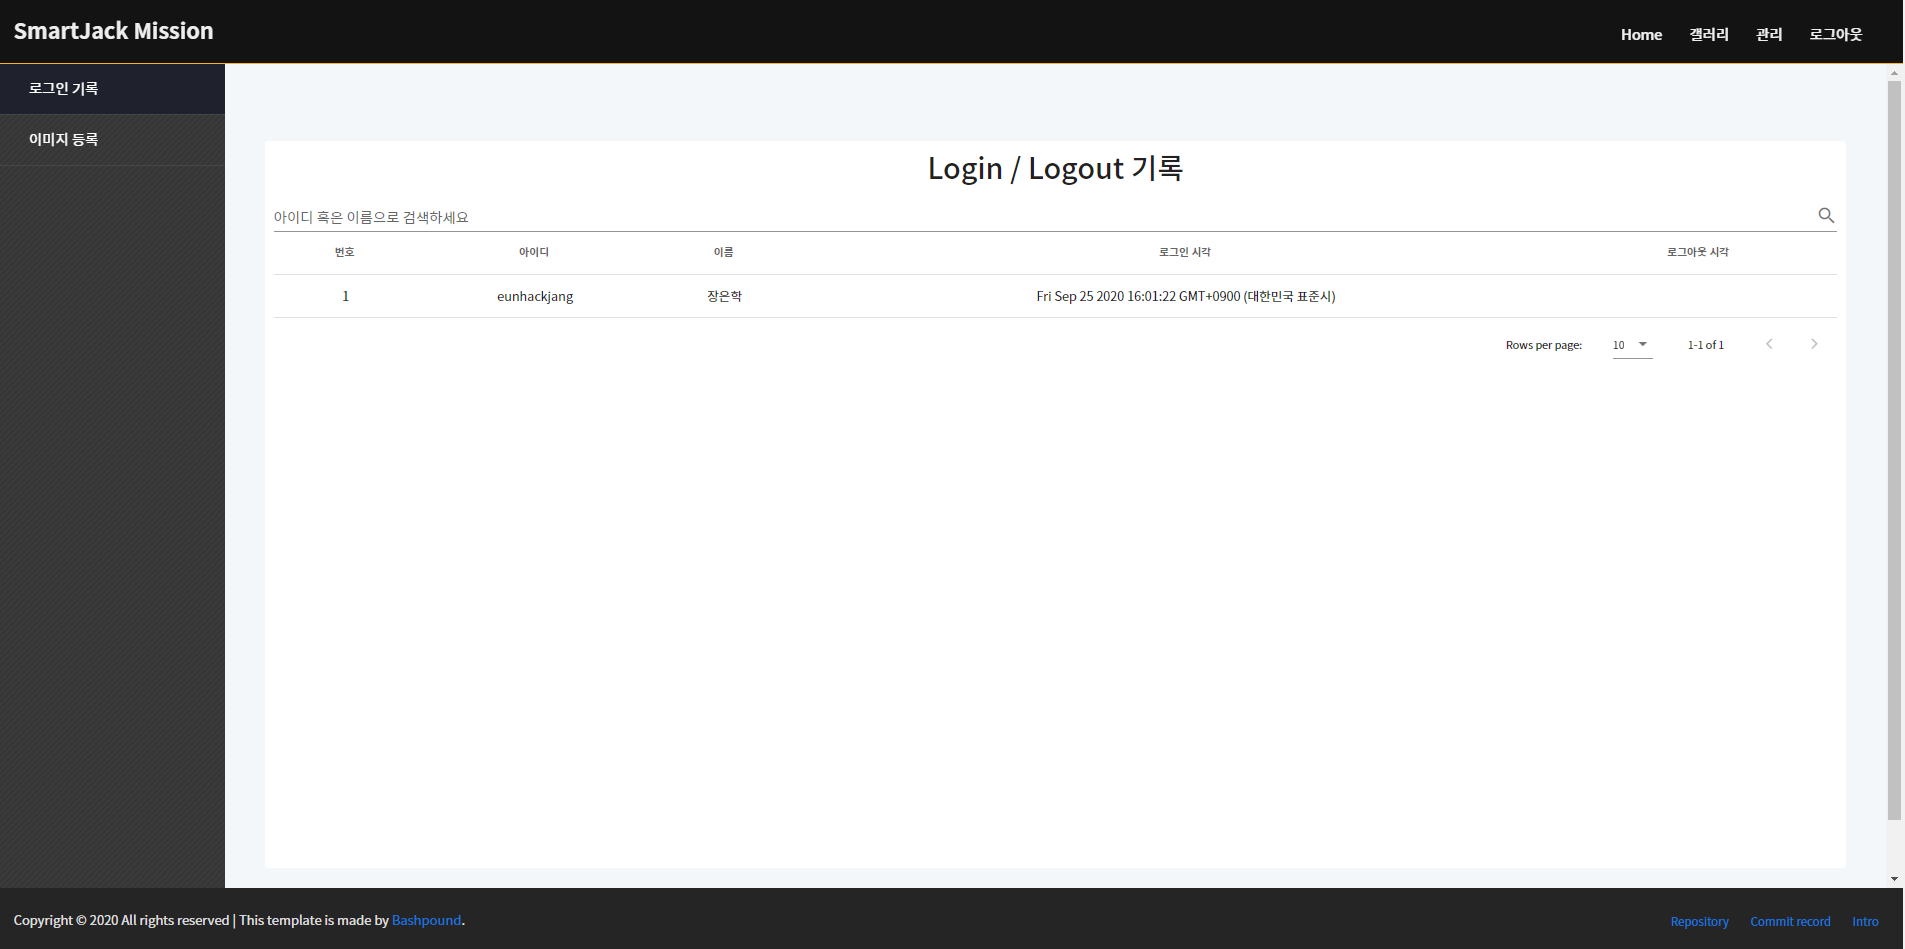 SmartJack Mission
Home 갤러리 관리 로그아웃
로그인 기록
이미지 등록
Login / Logout 기록
아이디 혹은 이름으로 검색하세요
번호 아이디 이름 로그인 시각 로그아웃 시각
1 eunhackjang 장은학 Fri Sep 25 2020 16:01:22 GMT+0900 (대한민국 표준시)
Rows per page: 10 1-1 of 1
Copyright © 2020 All rights reserved | This template is made by Bashpound.
Repository Commit record Intro